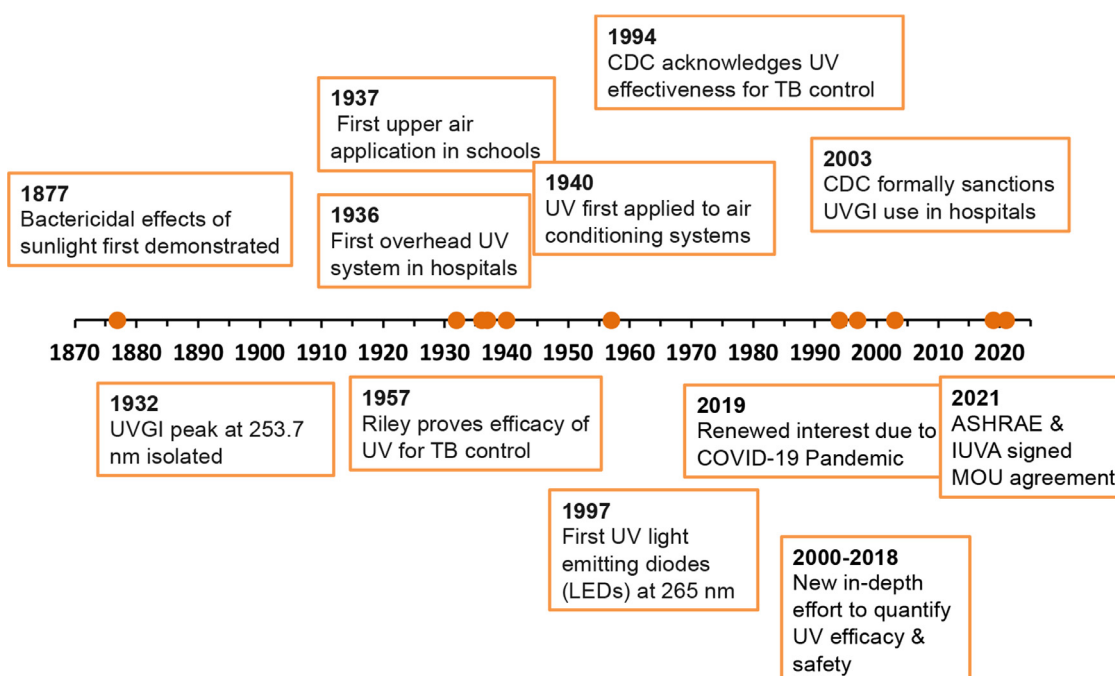 1994
CDC acknowledges UV
effectiveness for TB control
1937
First upper air
application in schools
2003
CDC formally sanctions
UVGI use in hospitals
1940
UV first applied to air
conditioning systems
1877
Bactericidal effects of
sunlight first demonstrated
1936
First overhead UV
system in hospitals
1870 1880 1890 1900 1910 1920 1930 1940 1950 1960 1970 1980 1990 2000 2010 2020
1932
UVGI peak at 253.7
nm isolated
1957
Riley proves efficacy of
UV for TB control
2019
Renewed interest due to
COVID-19 Pandemic
2021
ASHRAE &
IUVA signed
MOU agreement
1997
First UV light
emitting diodes
(LEDs) at 265 nm
2000-2018
New in-depth
effort to quantify
UV efficacy &
safety